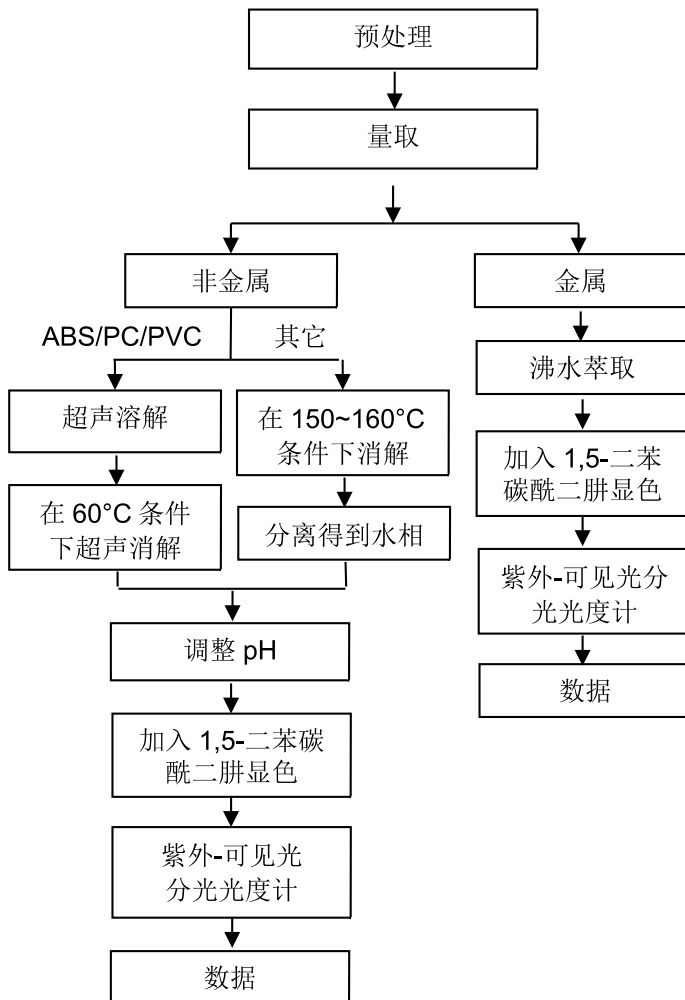 预处理
量取
非金属
金属
ABS/PC/PVC
其它
沸水萃取
超声溶解
在 150~160°C
条件下消解
加入 1,5-二苯
碳酰二肼显色
在 60°C 条件
下超声消解
分离得到水相
紫外-可见光分
光光度计
调整 pH
数据
加入 1,5-二苯碳
酰二肼显色
紫外-可见光
分光光度计
数据